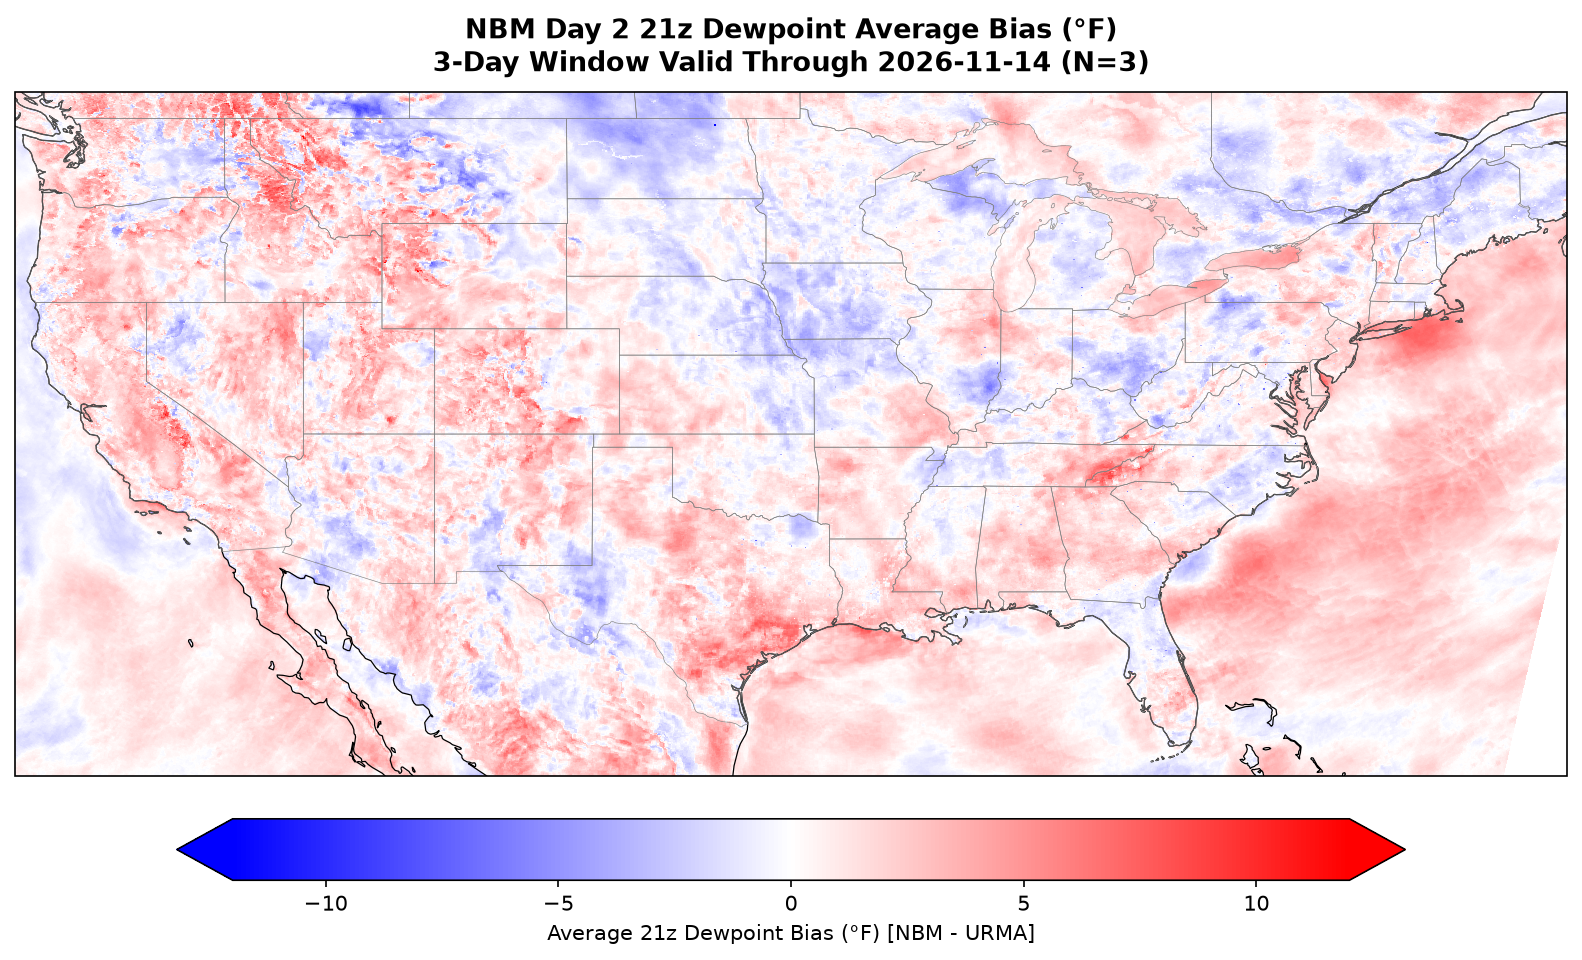 NBM Day 2 21z Dewpoint Average Bias (°F)
3-Day Window Valid Through 2026-11-14 (N=3)
−10 −5 0 5 10
Average 21z Dewpoint Bias (°F) [NBM - URMA]